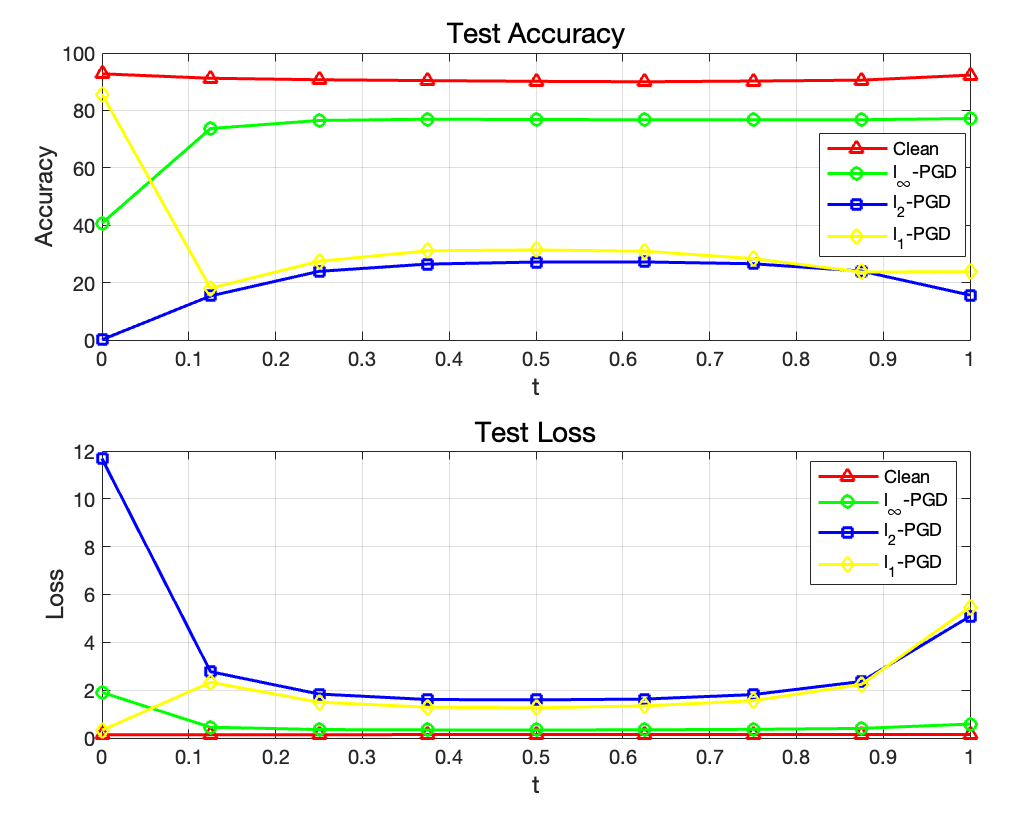 Test Accuracy
100
80
60
40
20
0
Accuracy
0 0.1 0.2 0.3 0.4 0.5 0.6 0.7 0.8 0.9 1
t
Clean
l∞-PGD
l2-PGD
l1-PGD
Test Loss
12
10
8
6
4
2
0
Loss
0 0.1 0.2 0.3 0.4 0.5 0.6 0.7 0.8 0.9 1
t
Clean
l∞-PGD
l2-PGD
l1-PGD